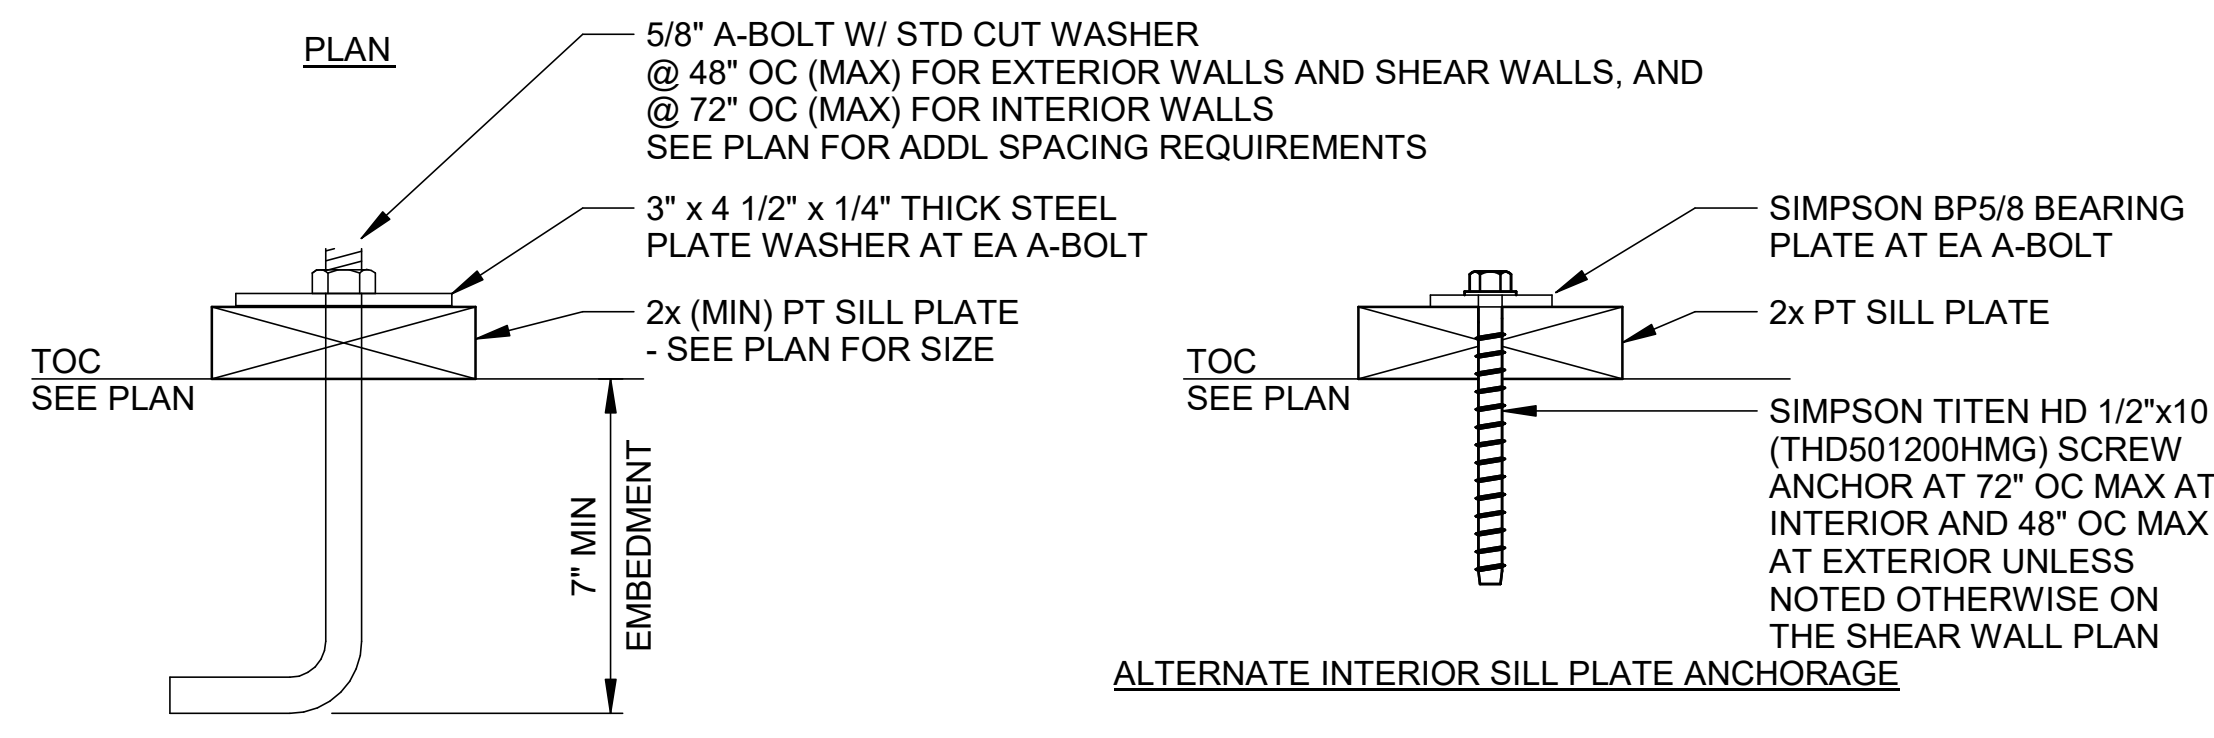 PLAN
5/8" A-BOLT W/ STD CUT WASHER
@ 48" OC (MAX) FOR EXTERIOR WALLS AND SHEAR WALLS, AND
@ 72" OC (MAX) FOR INTERIOR WALLS
SEE PLAN FOR ADDL SPACING REQUIREMENTS
3" x 4 1/2" x 1/4" THICK STEEL
PLATE WASHER AT EA A-BOLT
2x (MIN) PT SILL PLATE
- SEE PLAN FOR SIZE
TOC
SEE PLAN
7" MIN
EMBEDMENT
SIMPSON BP5/8 BEARING
PLATE AT EA A-BOLT
2x PT SILL PLATE
TOC
SEE PLAN
SIMPSON TITEN HD 1/2"x10
(THD501200HMG) SCREW
ANCHOR AT 72" OC MAX AT
INTERIOR AND 48" OC MAX
AT EXTERIOR UNLESS
NOTED OTHERWISE ON
THE SHEAR WALL PLAN
ALTERNATE INTERIOR SILL PLATE ANCHORAGE